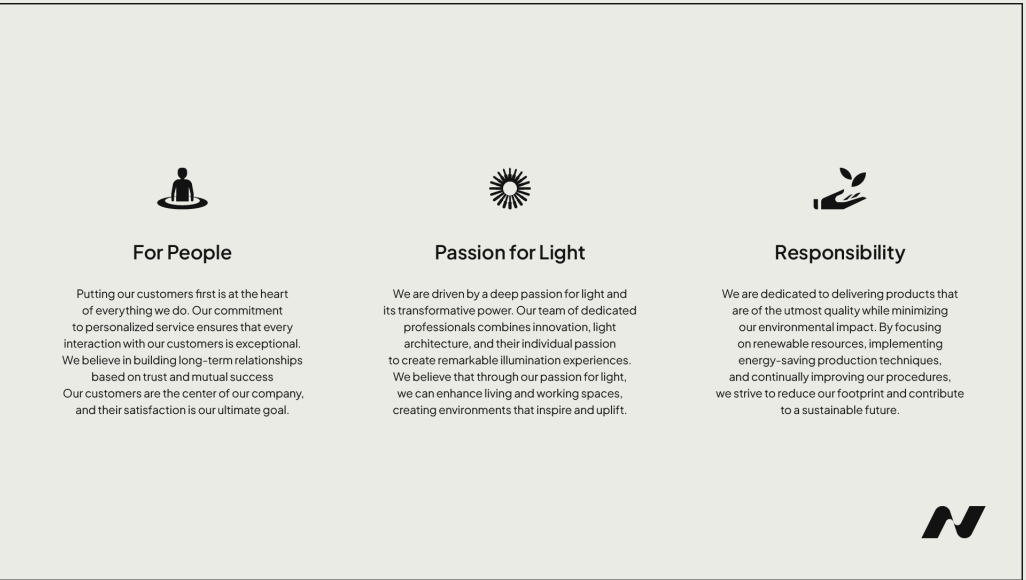 For People
Putting our customers first is at the heart
of everything we do. Our commitment
to personalized service ensures that every
interaction with our customers is exceptional.
We believe in building long-term relationships
based on trust and mutual success
Our customers are the center of our company,
and their satisfaction is our ultimate goal.
Passion for Light
We are driven by a deep passion for light and
its transformative power. Our team of dedicated
professionals combines innovation, light
architecture, and their individual passion
to create remarkable illumination experiences.
We believe that through our passion for light,
we can enhance living and working spaces,
creating environments that inspire and uplift.
Responsibility
We are dedicated to delivering products that
are of the utmost quality while minimizing
our environmental impact. By focusing
on renewable resources, implementing
energy-saving production techniques,
and continually improving our procedures,
we strive to reduce our footprint and contribute
to a sustainable future.